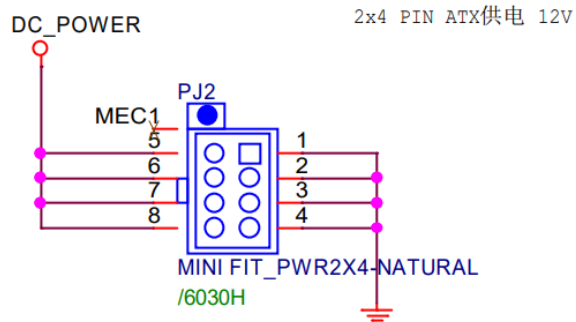 2x4 PIN ATX供电 12V
DC_POWER
PJ2
MEC1
5 1
6 2
7 3
8 4
MINI FIT_PWR2X4-NATURAL
/6030H